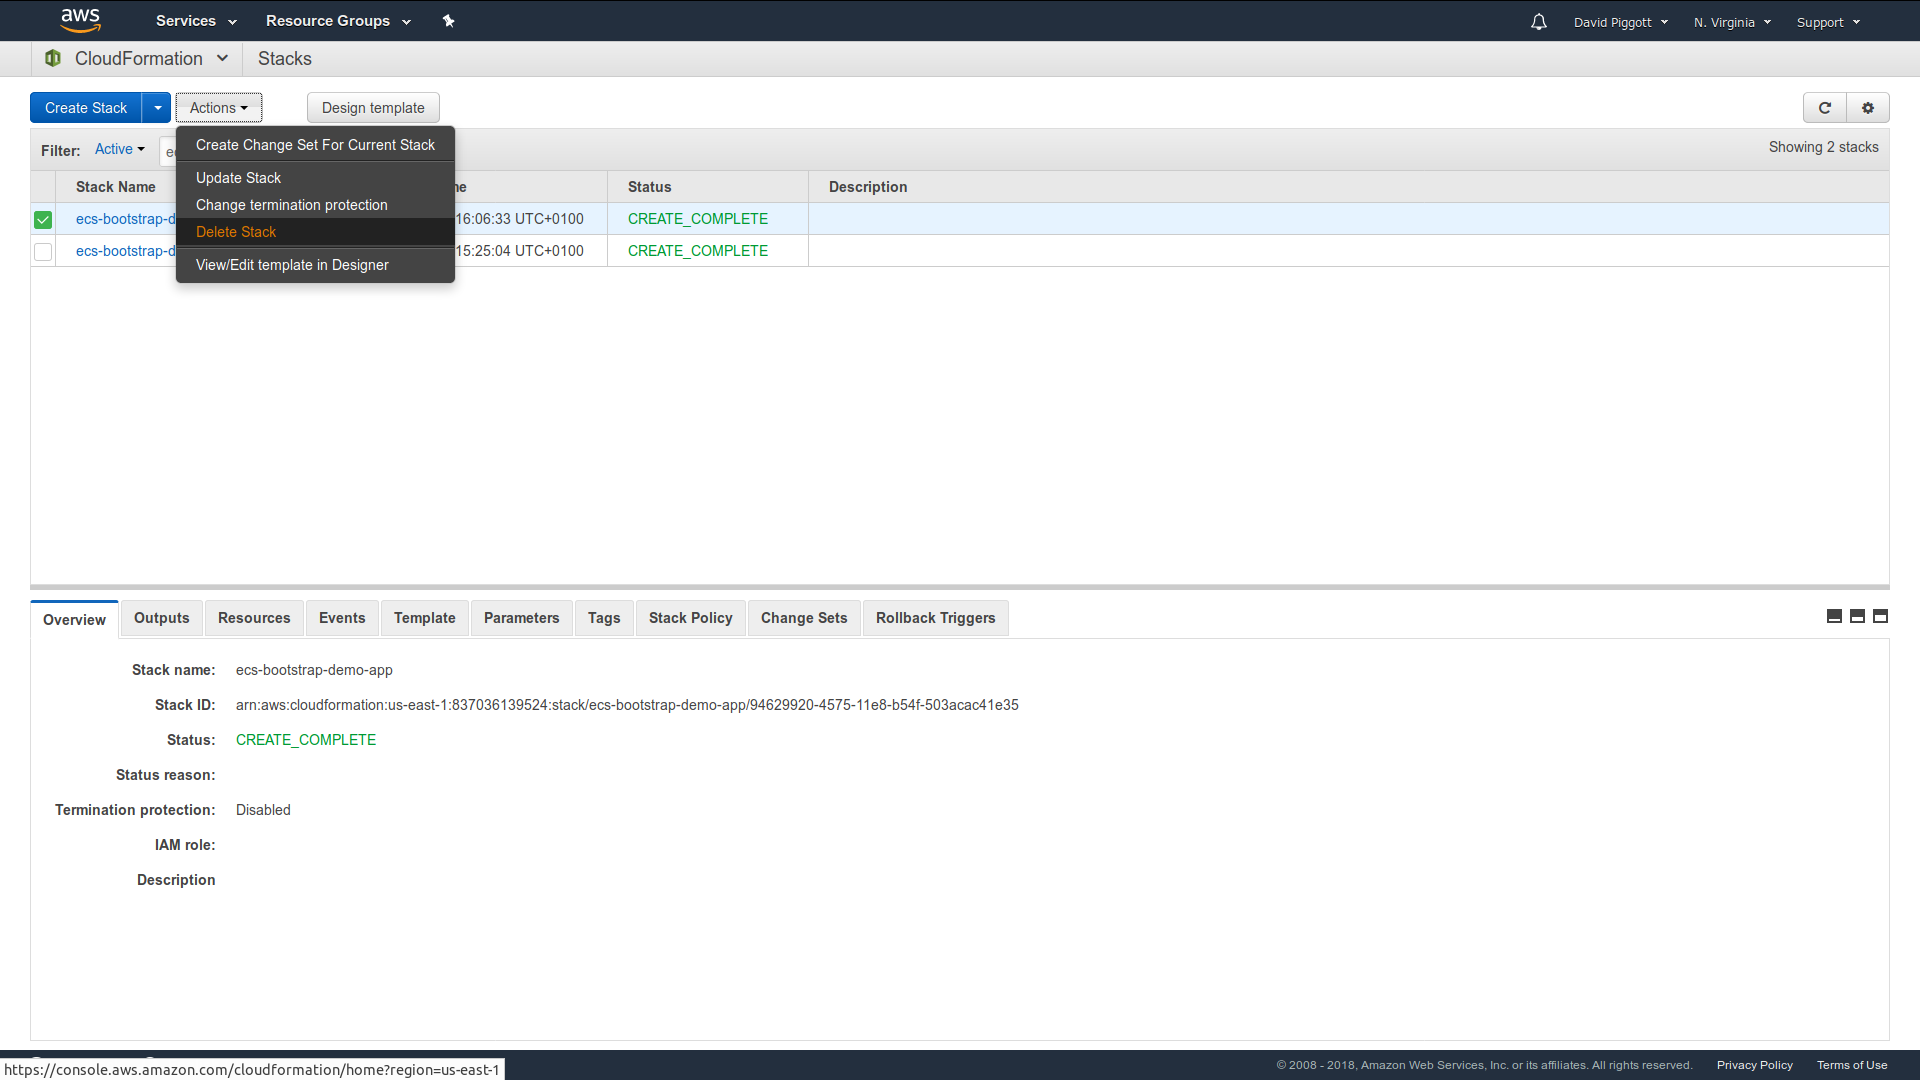 aws Services Resource Groups David Piggott N. Virginia Support
CloudFormation Stacks
Create Stack Actions Design template
Filter: Active ec Showing 2 stacks
Create Change Set For Current Stack
Update Stack
Change termination protection
Delete Stack
View/Edit template in Designer
Stack Name me Status Description
ecs-bootstrap-d 16:06:33 UTC+0100 CREATE_COMPLETE
ecs-bootstrap-d 15:25:04 UTC+0100 CREATE_COMPLETE
Overview Outputs Resources Events Template Parameters Tags Stack Policy Change Sets Rollback Triggers
Stack name: ecs-bootstrap-demo-app
Stack ID: arn:aws:cloudformation:us-east-1:837036139524:stack/ecs-bootstrap-demo-app/94629920-4575-11e8-b54f-503acac41e35
Status: CREATE_COMPLETE
Status reason:
Termination protection: Disabled
IAM role:
Description
© 2008 - 2018, Amazon Web Services, Inc. or its affiliates. All rights reserved. Privacy Policy Terms of Use
https://console.aws.amazon.com/cloudformation/home?region=us-east-1